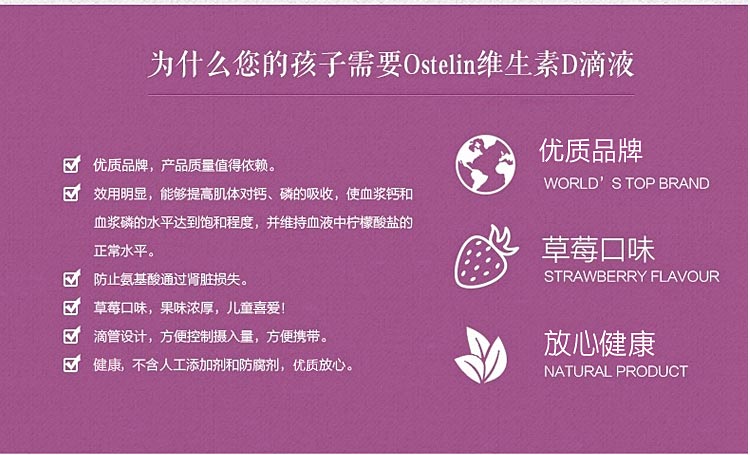 为什么您的孩子需要Ostelin维生素D滴液
优质品牌，产品质量值得依赖。
效用明显，能够提高肌体对钙、磷的吸收，使血浆钙和
血浆磷的水平达到饱和程度，并维持血液中柠檬酸盐的
正常水平。
防止氨基酸通过肾脏损失。
草莓口味，果味浓厚，儿童喜爱！
滴管设计，方便控制摄入量，方便携带。
健康, 不含人工添加剂和防腐剂，优质放心。
优质品牌
WORLD’S TOP BRAND
草莓口味
STRAWBERRY FLAVOUR
放心健康
NATURAL PRODUCT